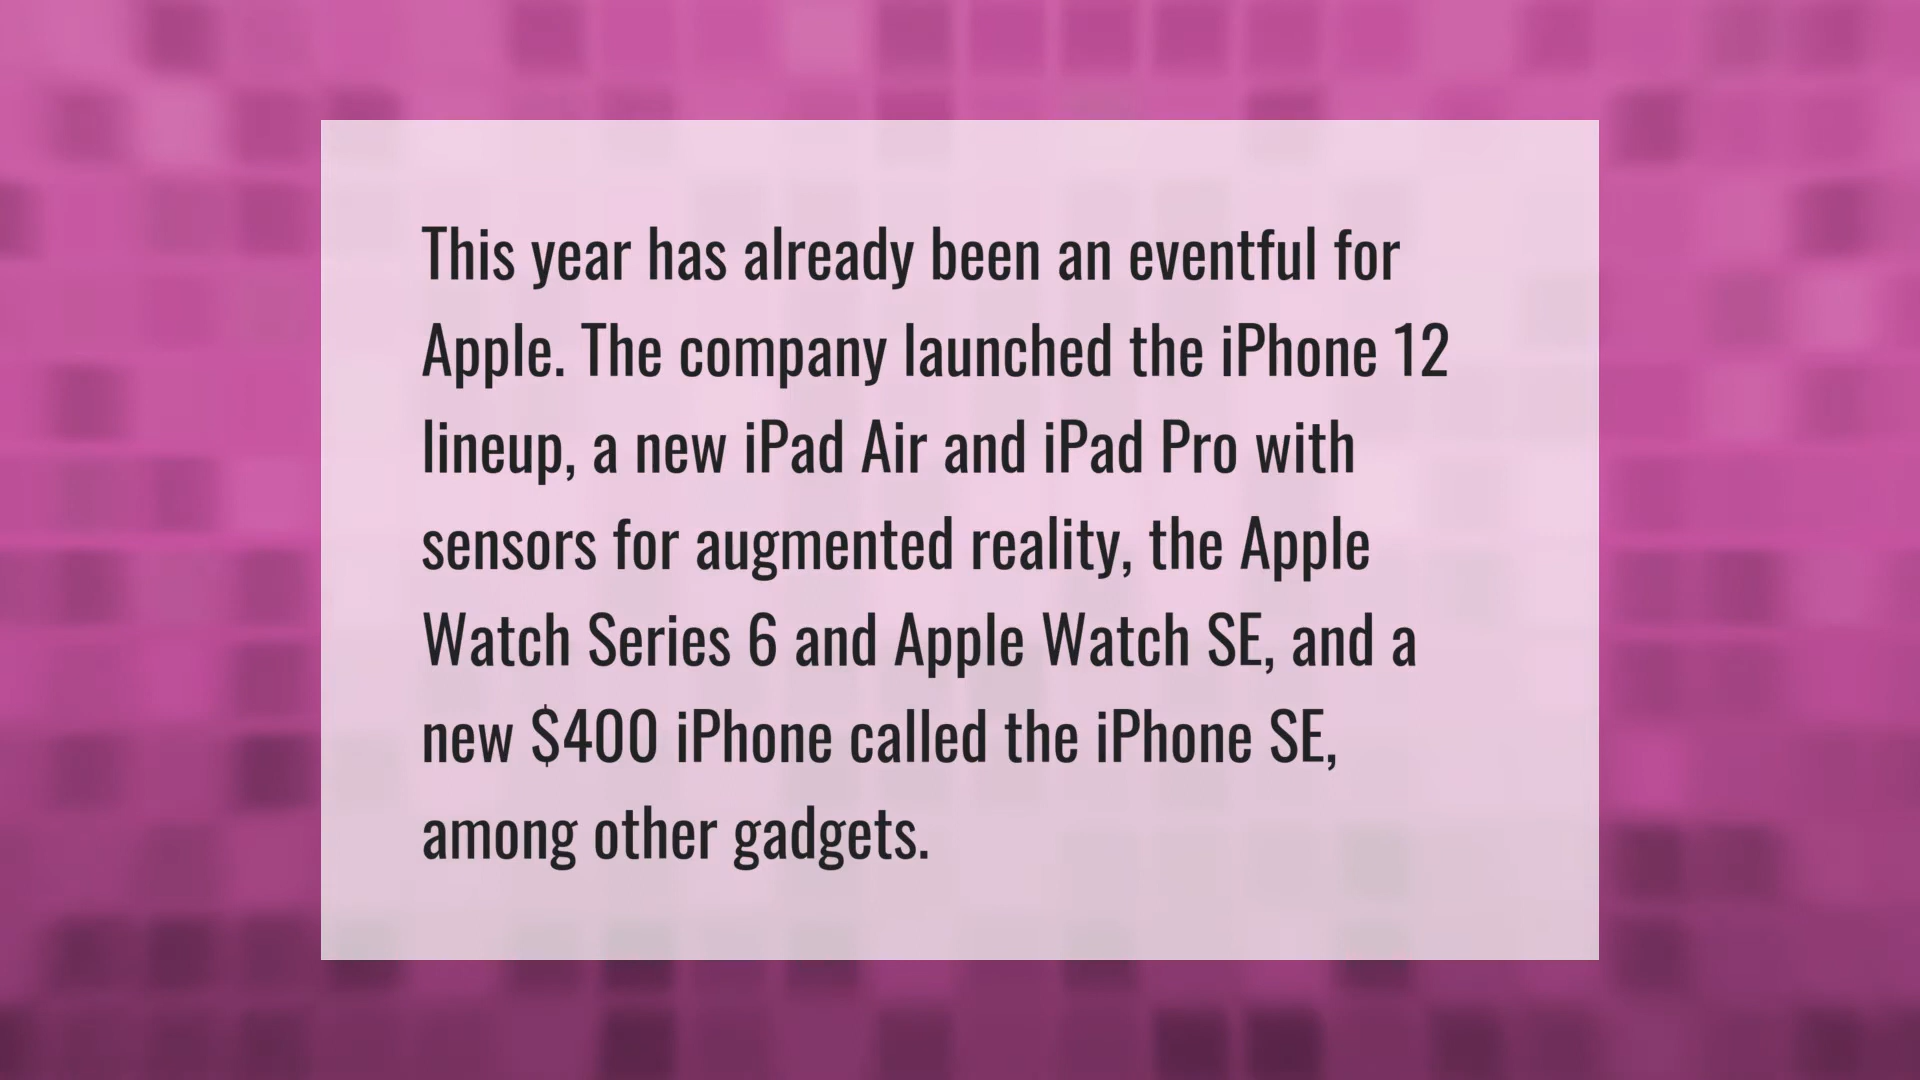 This year has already been an eventful for
Apple. The company launched the iPhone 12
lineup, a new iPad Air and iPad Pro with
sensors for augmented reality, the Apple
Watch Series 6 and Apple Watch SE, and a
new $400 iPhone called the iPhone SE,
among other gadgets.